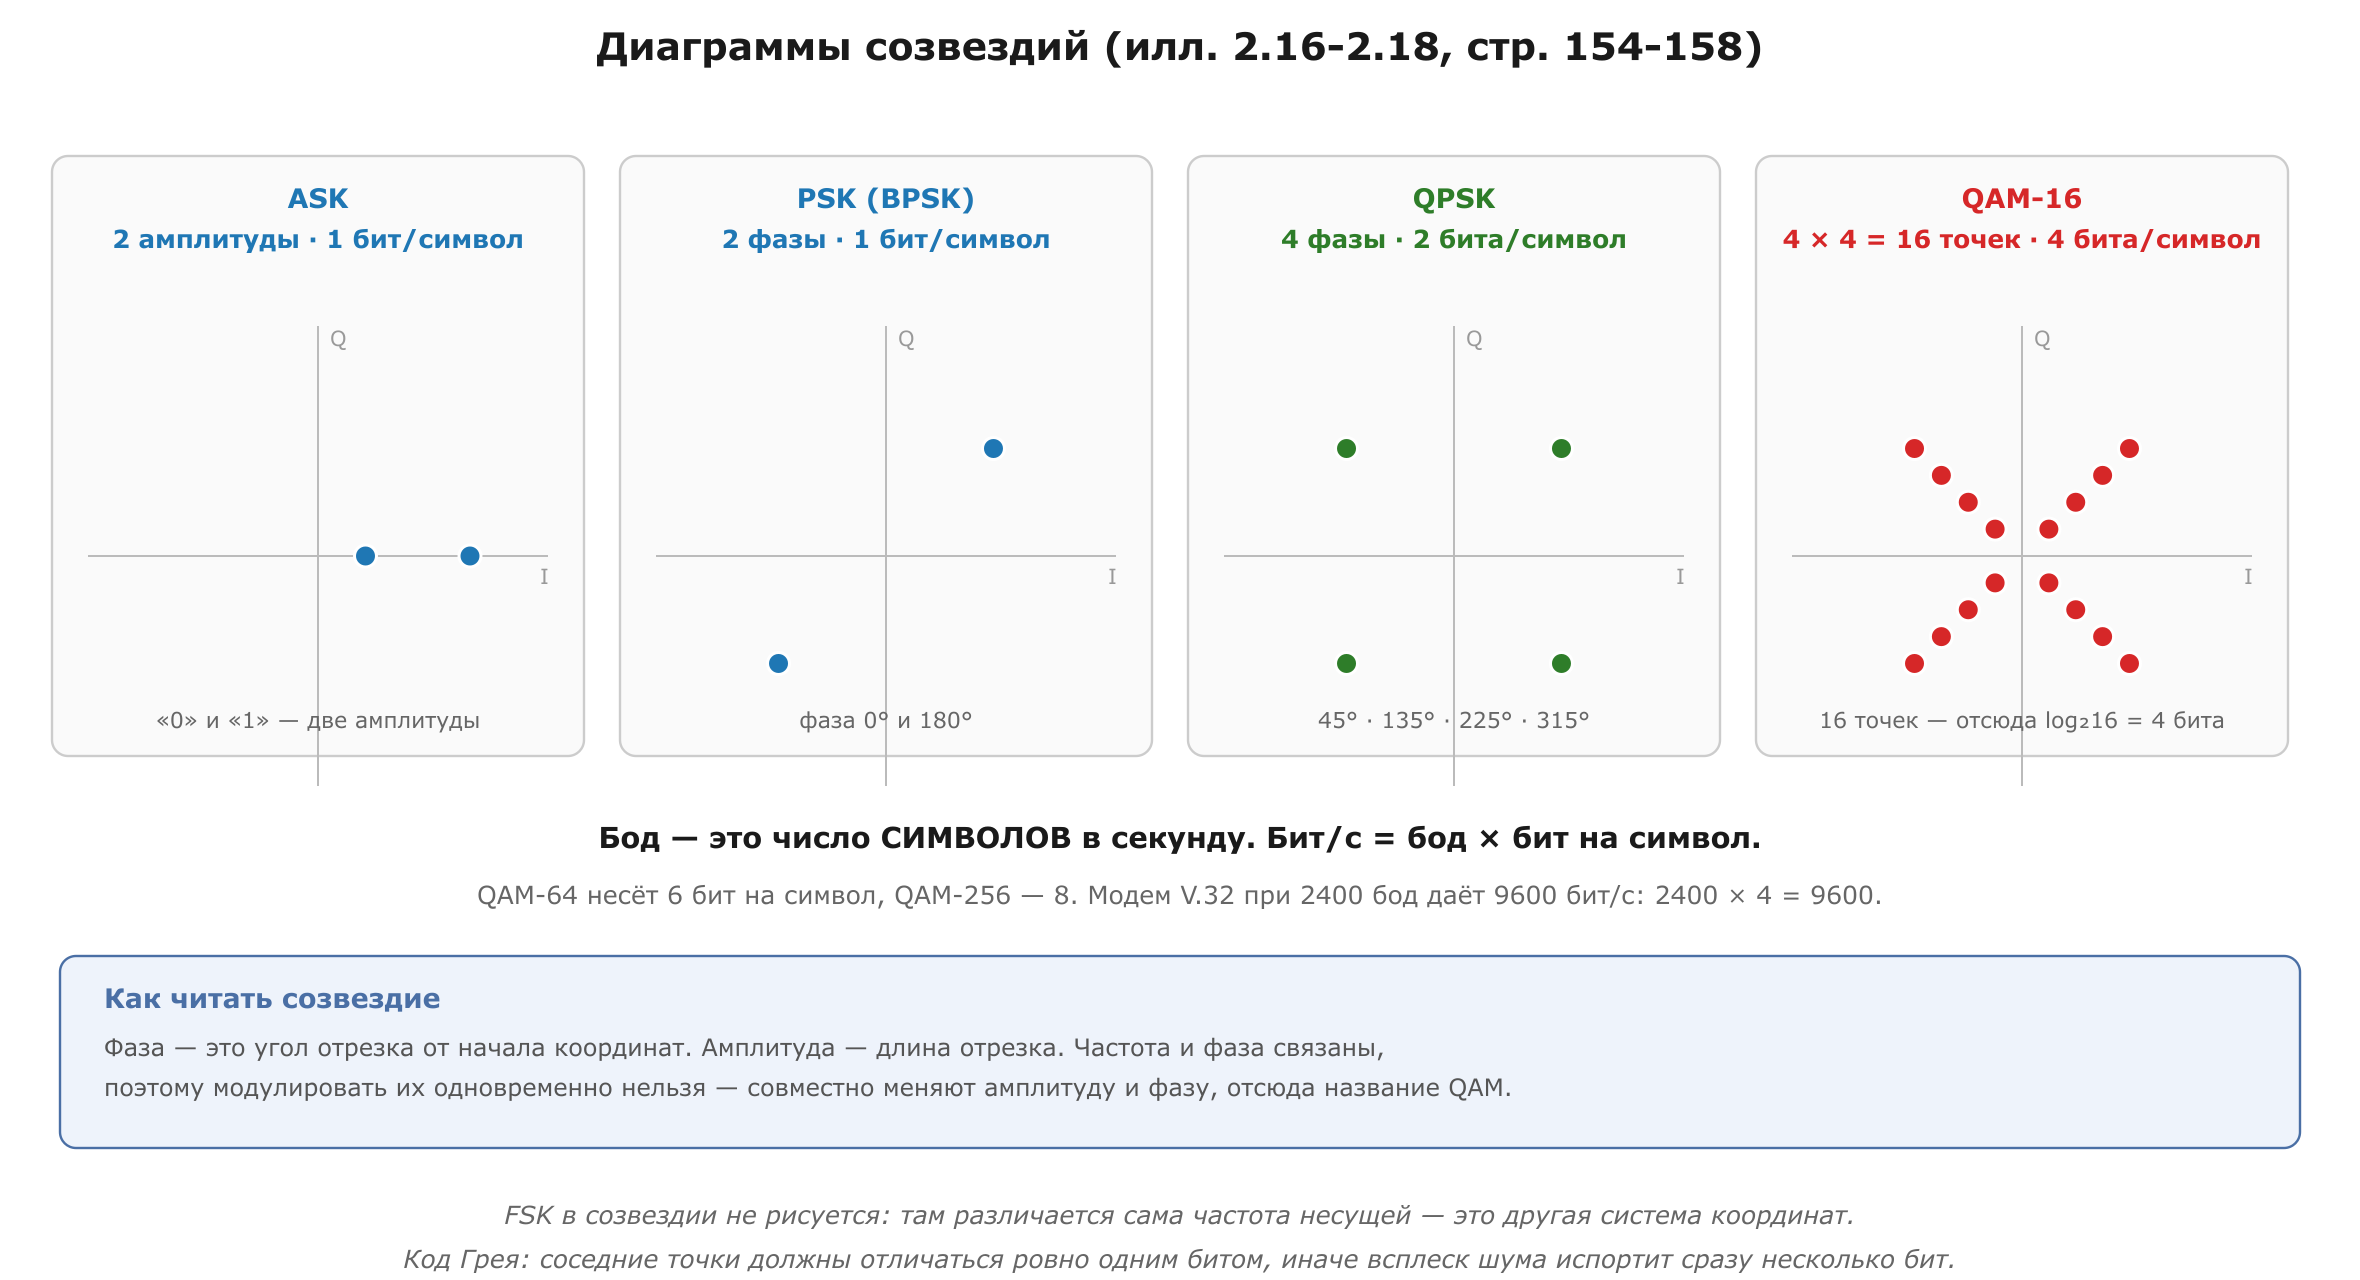 Диаграммы созвездий (илл. 2.16-2.18, стр. 154-158)
ASK
2 амплитуды · 1 бит/символ
Q
I
«0» и «1» — две амплитуды
PSK (BPSK)
2 фазы · 1 бит/символ
Q
I
фаза 0° и 180°
QPSK
4 фазы · 2 бита/символ
Q
I
45° · 135° · 225° · 315°
QAM-16
4 × 4 = 16 точек · 4 бита/символ
Q
I
16 точек — отсюда log₂16 = 4 бита
Бод — это число СИМВОЛОВ в секунду. Бит/с = бод × бит на символ.
QAM-64 несёт 6 бит на символ, QAM-256 — 8. Модем V.32 при 2400 бод даёт 9600 бит/с: 2400 × 4 = 9600.
Как читать созвездие
Фаза — это угол отрезка от начала координат. Амплитуда — длина отрезка. Частота и фаза связаны,
поэтому модулировать их одновременно нельзя — совместно меняют амплитуду и фазу, отсюда название QAM.
FSK в созвездии не рисуется: там различается сама частота несущей — это другая система координат.
Код Грея: соседние точки должны отличаться ровно одним битом, иначе всплеск шума испортит сразу несколько бит.